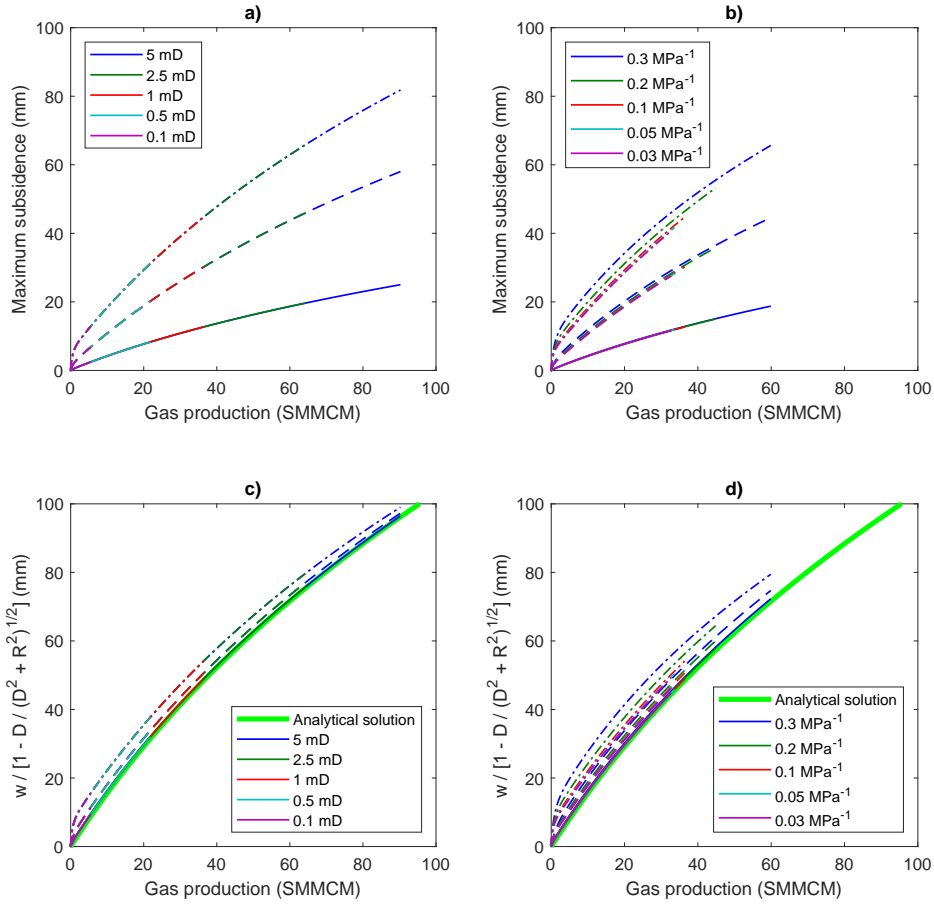 a)
100
80
60
40
20
0
Maximum subsidence (mm)
5 mD
2.5 mD
1 mD
0.5 mD
0.1 mD
0 20 40 60 80 100
Gas production (SMMCM)
b)
100
80
60
40
20
0
Maximum subsidence (mm)
0.3 MPa⁻¹
0.2 MPa⁻¹
0.1 MPa⁻¹
0.05 MPa⁻¹
0.03 MPa⁻¹
0 20 40 60 80 100
Gas production (SMMCM)
c)
100
80
60
40
20
0
w / [1 - D / (D² + R²)^1/2] (mm)
Analytical solution
5 mD
2.5 mD
1 mD
0.5 mD
0.1 mD
0 20 40 60 80 100
Gas production (SMMCM)
d)
100
80
60
40
20
0
w / [1 - D / (D² + R²)^1/2] (mm)
Analytical solution
0.3 MPa⁻¹
0.2 MPa⁻¹
0.1 MPa⁻¹
0.05 MPa⁻¹
0.03 MPa⁻¹
0 20 40 60 80 100
Gas production (SMMCM)